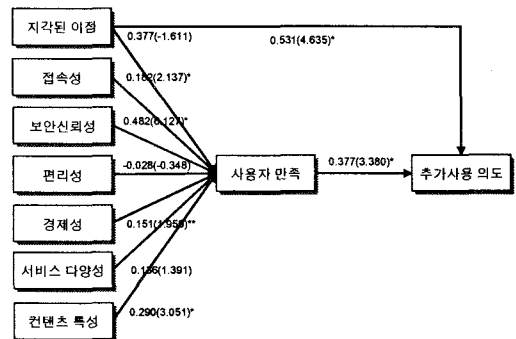 지각된 이점
0.377(-1.611)
0.531(4.635)*
접속성
0.182(2.137)*
보안신뢰성
0.482(6.127)*
편리성
-0.028(-0.348)
사용자 만족
0.377(3.380)*
추가사용 의도
경제성
0.151(1.959)**
서비스 다양성
(1.391)
컨텐츠 특성
0.290(3.051)*